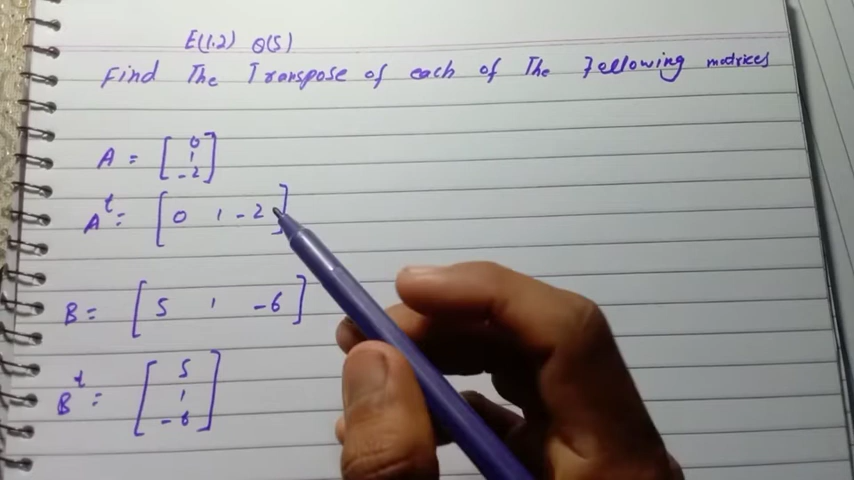 E(1.2) Q(5)
Find The Transpose of each of The Following matrices
A = [ 0 1 -2 ]
A^t = [ 0 1 -2 ]
B = [ 5 1 -6 ]
B^t = [ 5 1 -6 ]